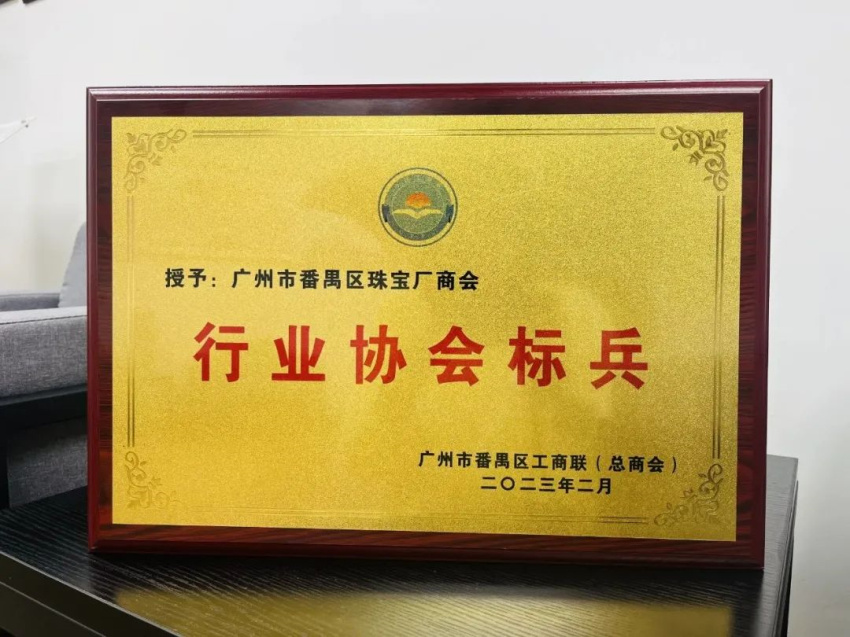 授予：广州市番禺区珠宝厂商会
行业协会标兵
广州市番禺区工商联（总商会）
二〇二三年二月